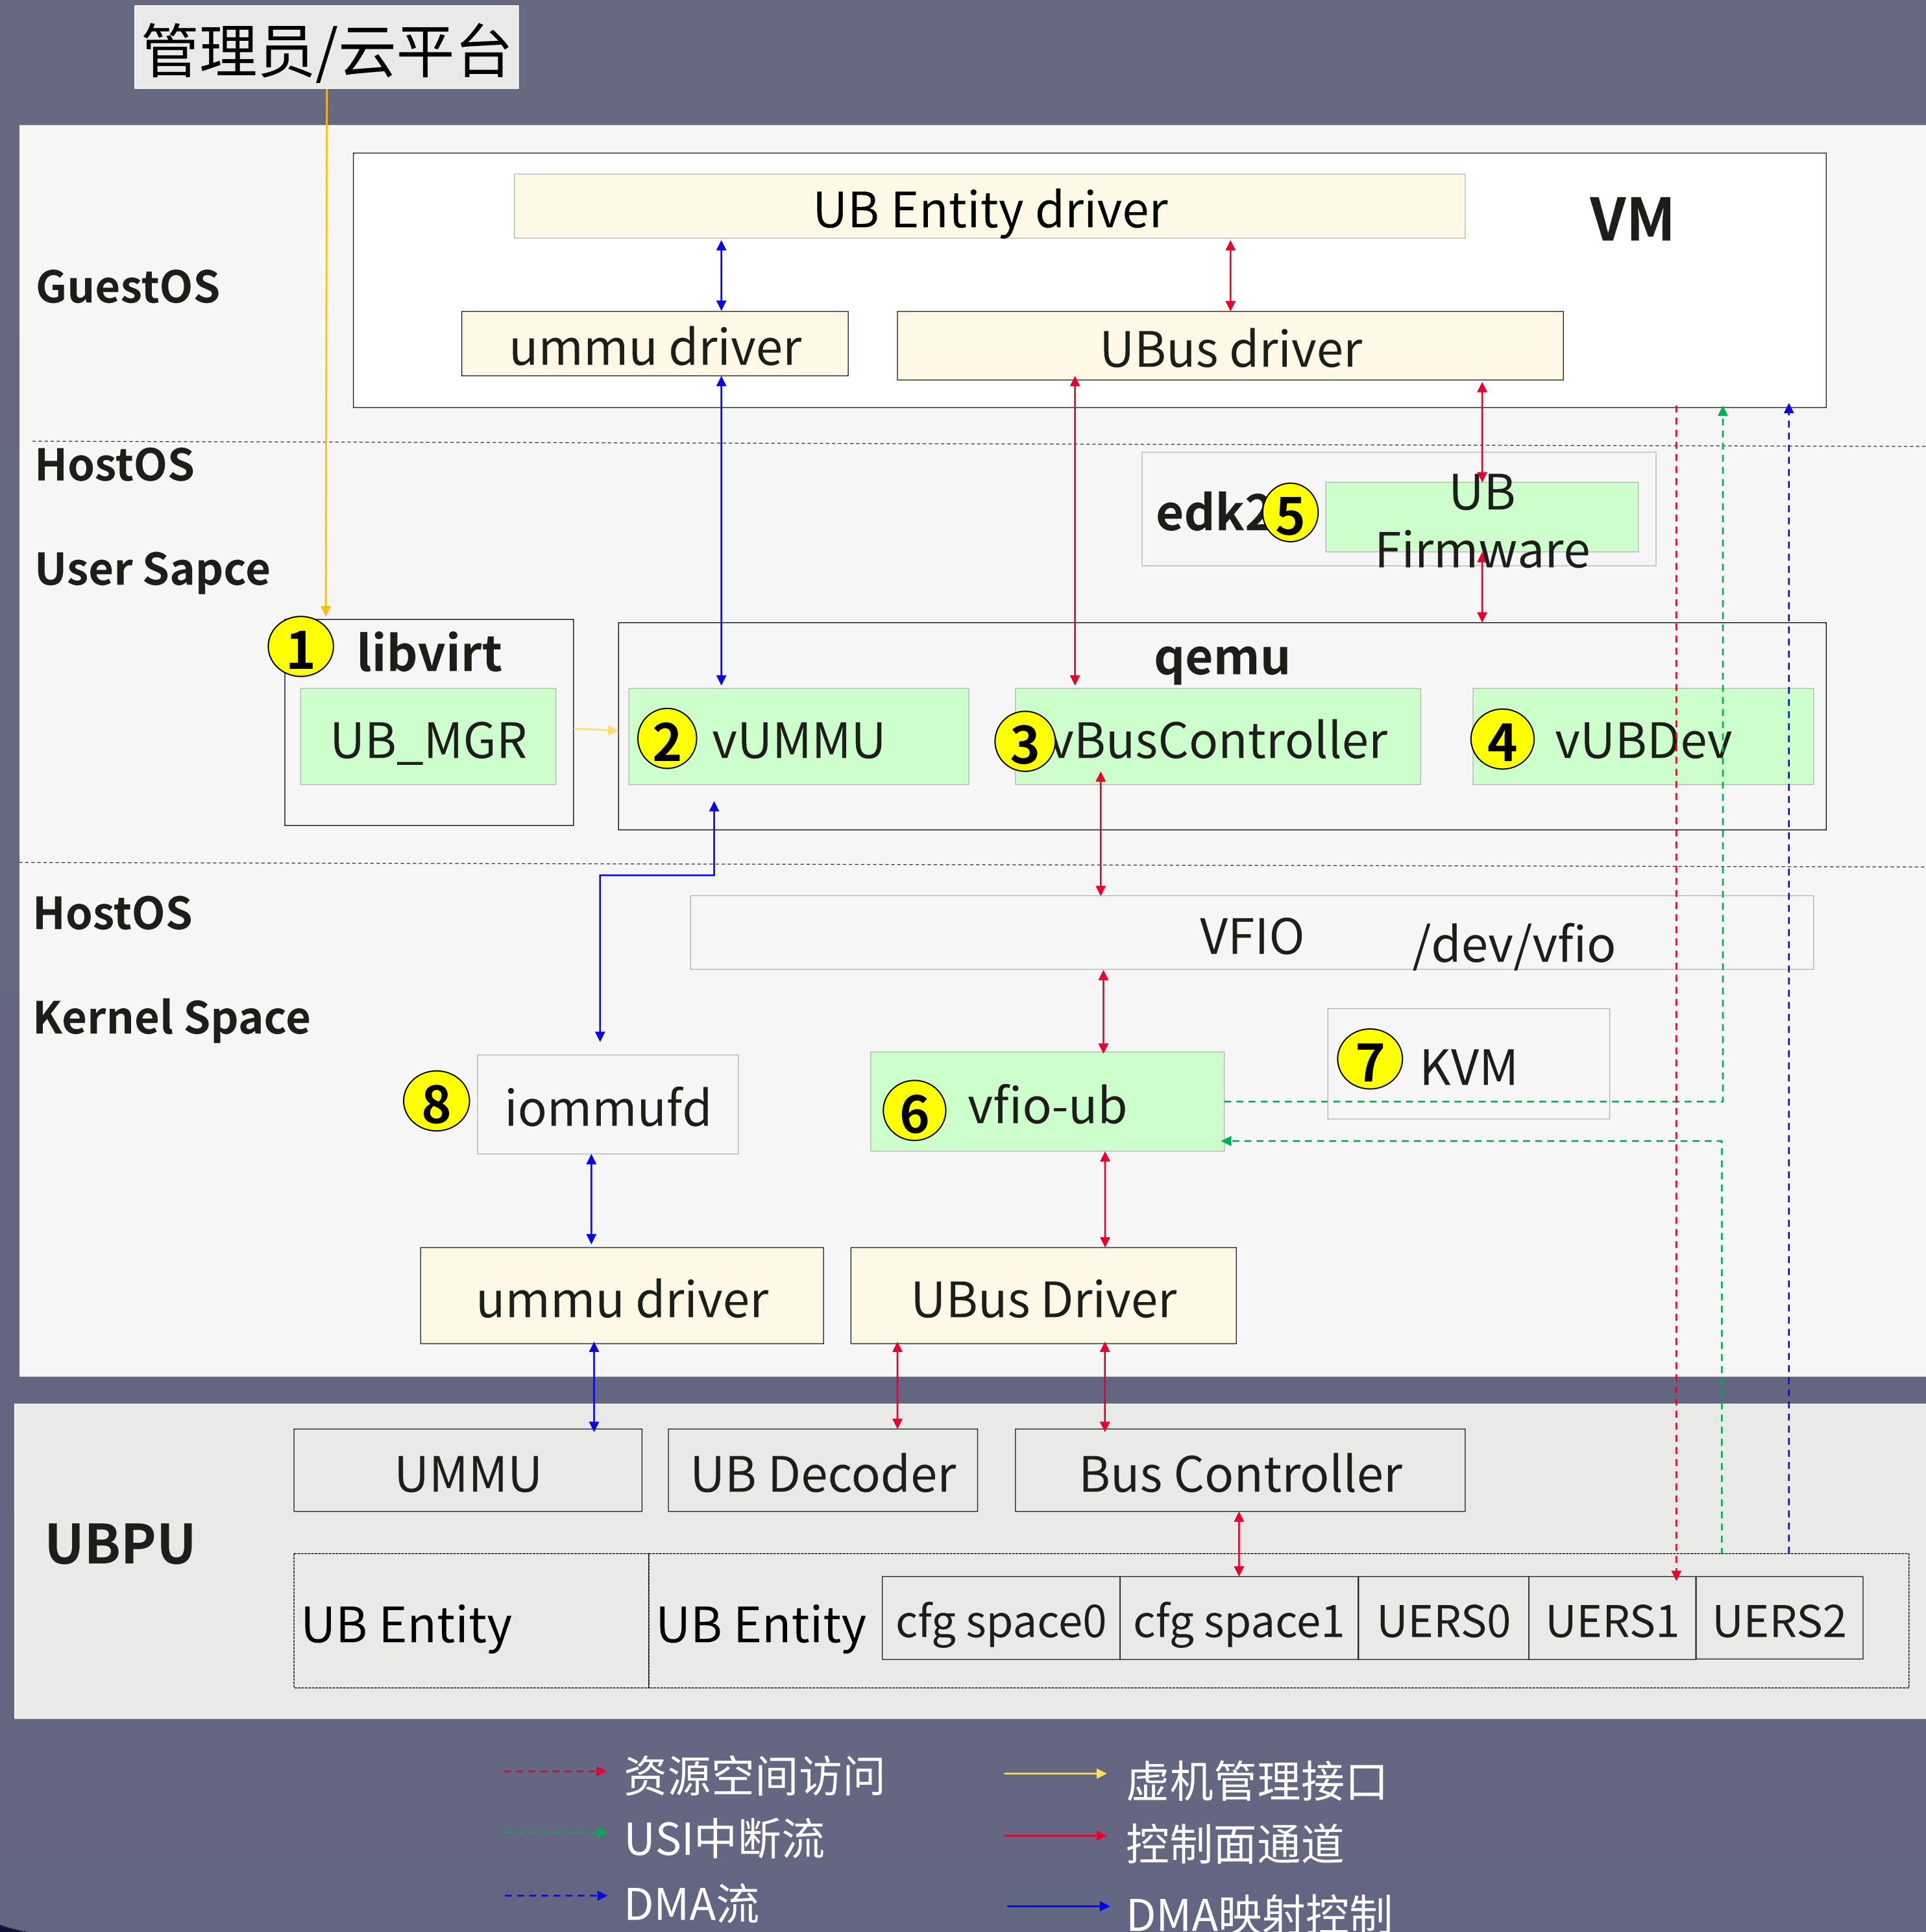 管理员/云平台
VM
UB Entity driver
GuestOS
ummu driver
UBus driver
HostOS
User Sapce
edk2
5
UB
Firmware
1
libvirt
qemu
UB_MGR
2
vUMMU
3
vBusController
4
vUBDev
HostOS
Kernel Space
VFIO
/dev/vfio
7
KVM
8
iommufd
6
vfio-ub
ummu driver
UBus Driver
UMMU
UB Decoder
Bus Controller
UBPU
UB Entity
UB Entity
cfg space0
cfg space1
UERS0
UERS1
UERS2
资源空间访问
虚机管理接口
USI中断流
控制面通道
DMA流
DMA映射控制